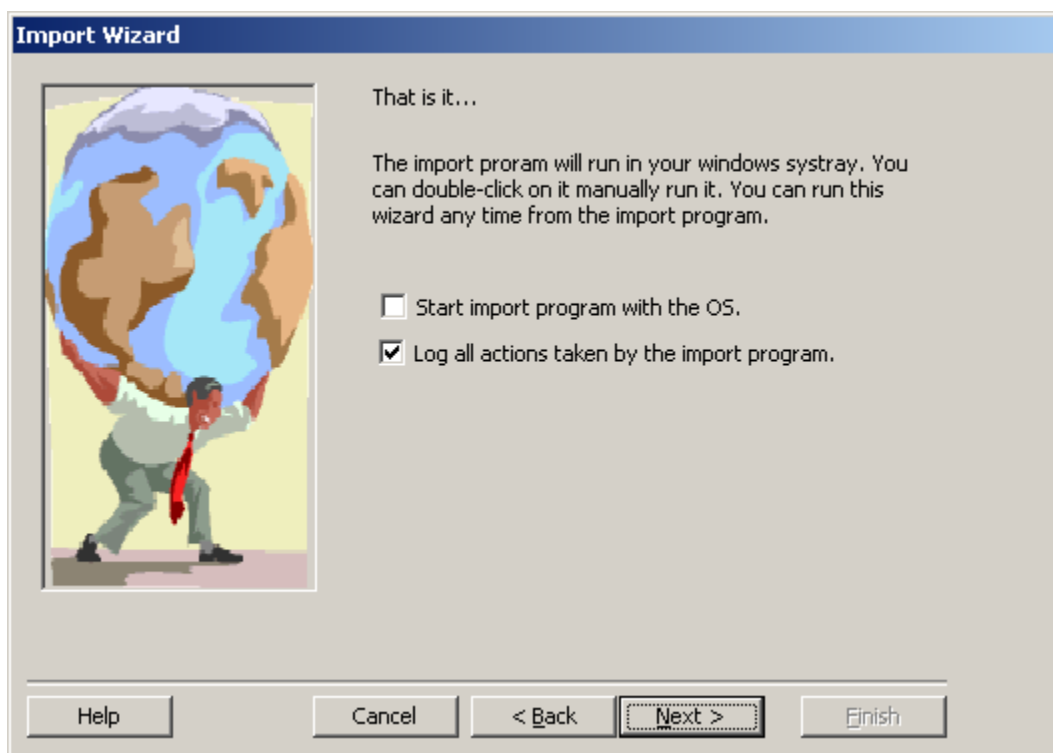 Import Wizard
That is it...
The import proram will run in your windows systray. You
can double-click on it manually run it. You can run this
wizard any time from the import program.
Start import program with the OS.
Log all actions taken by the import program.
Help
Cancel
< Back
Next >
Finish